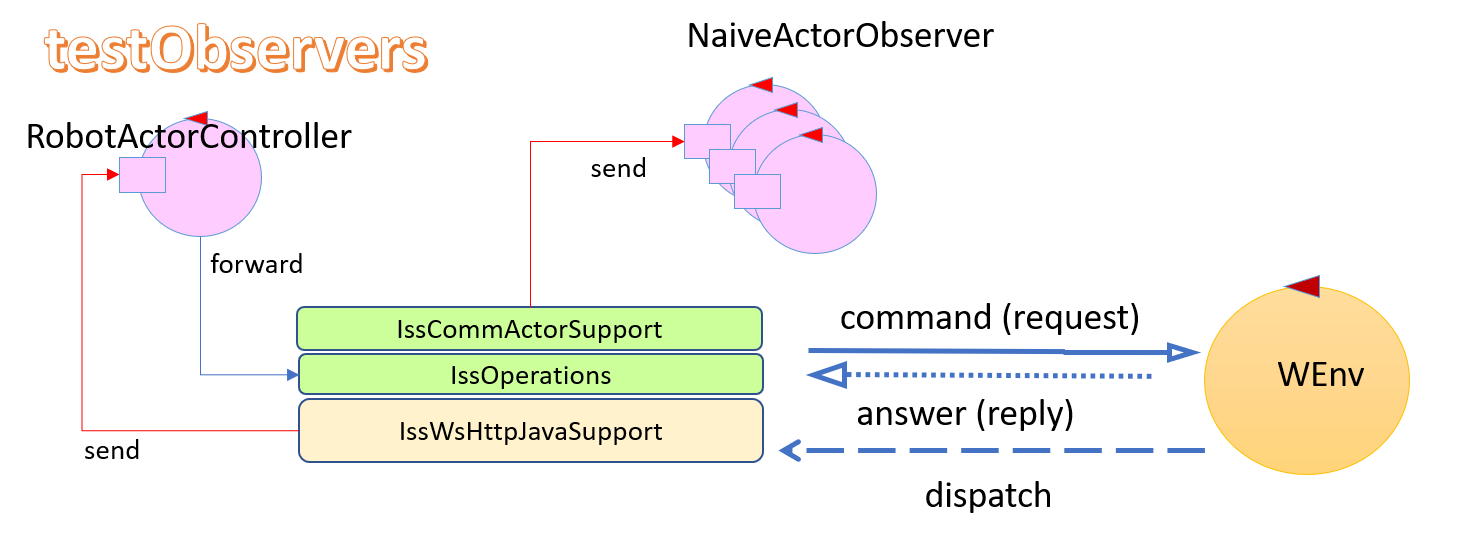 testObservers
NaiveActorObserver
RobotActorController
send
forward
IssCommActorSupport
command (request)
IssOperations
WEnv
answer (reply)
IssWsHttpJavaSupport
send
dispatch